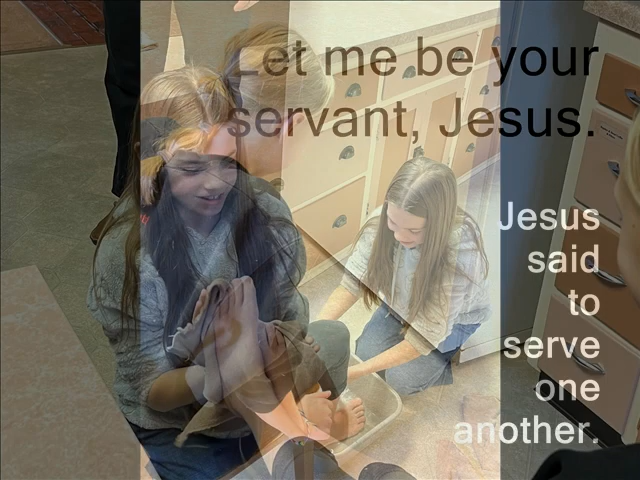 Let me be your
servant, Jesus.
Jesus
said
to
serve
one
another.